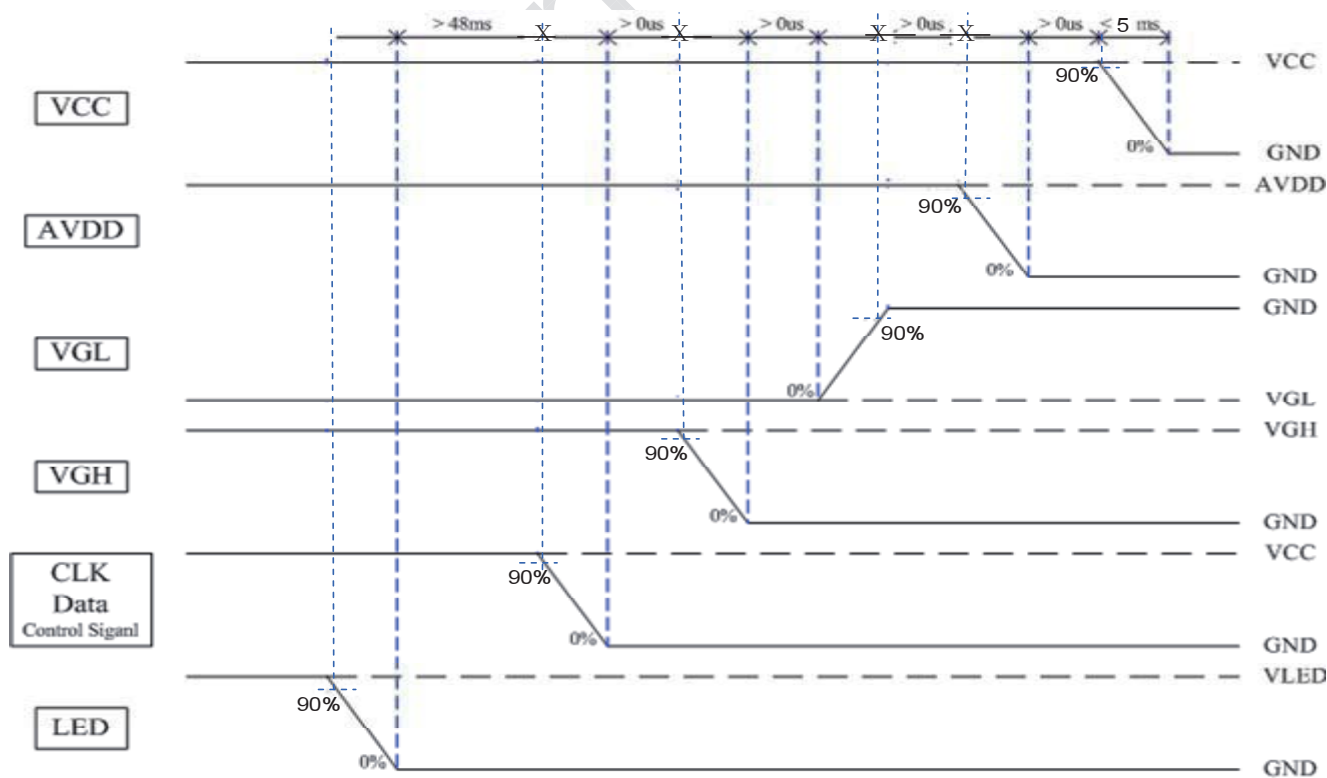 > 48ms X > 0us X > 0us X > 0us X > 0us < 5 ms
VCC
90%
VCC
0%
GND
AVDD
90%
AVDD
0%
GND
GND
VGL
90%
0%
VGL
VGH
90%
VGH
0%
GND
VCC
CLK
Data
Control Siganl
90%
0%
GND
VLED
90%
LED
0%
GND